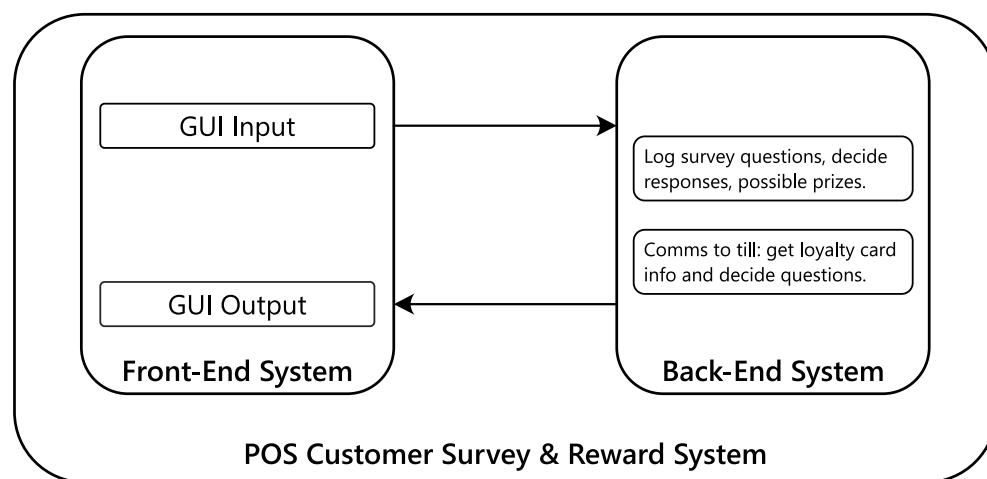 GUI Input
GUI Output
Front-End System
Log survey questions, decide
responses, possible prizes.
Comms to till: get loyalty card
info and decide questions.
Back-End System
POS Customer Survey & Reward System